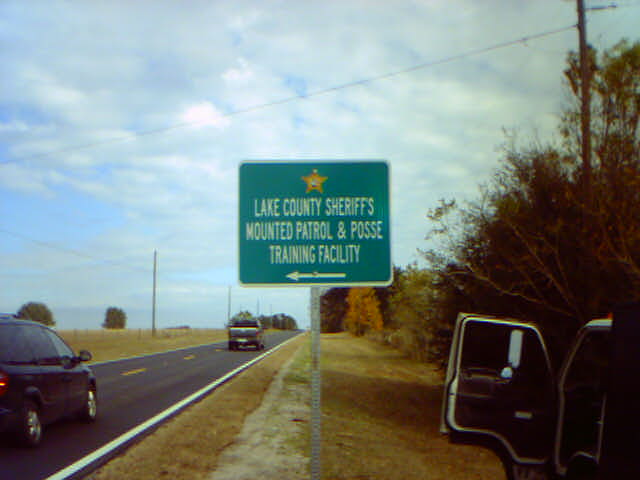 LAKE COUNTY SHERIFF'S
MOUNTED PATROL & POSSE
TRAINING FACILITY